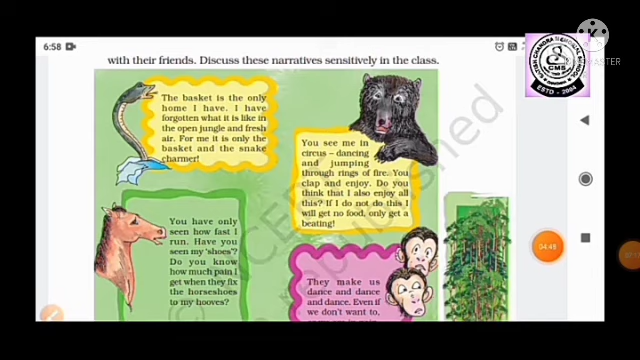 6:58
with their friends. Discuss these narratives sensitively in the class.
The basket is the only
home I have. I have
forgotten what it is like in
the open jungle and fresh
air. For me it is only the
basket and the snake
charmer!
You see me in
circus – dancing
and jumping
through rings of fire. You
clap and enjoy. Do you
think that I also enjoy all
this? If I do not do this I
will get no food, only get a
beating!
You have only
seen how fast I
run. Have you
seen my 'shoes'?
Do you know
how much pain I
get when they fix
the horseshoes
to my hooves?
They make us
dance and dance
and dance. Even if
we don't want to,
CMS
ESTD - 2004
04:48